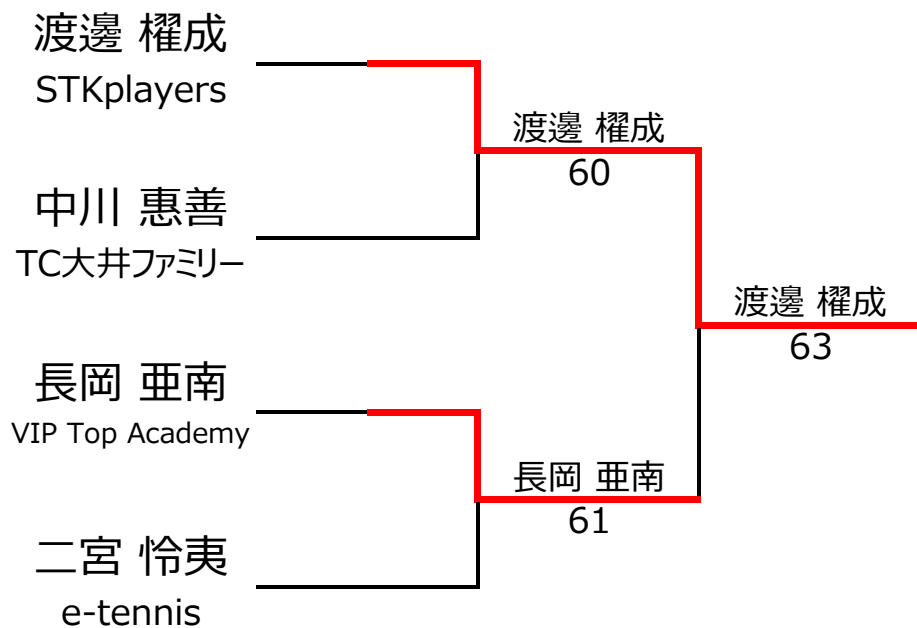 渡邊 櫂成
STKplayers
渡邊 櫂成
60
中川 惠善
TC大井ファミリー
渡邊 櫂成
63
長岡 亜南
VIP Top Academy
長岡 亜南
61
二宮 怜夷
e-tennis